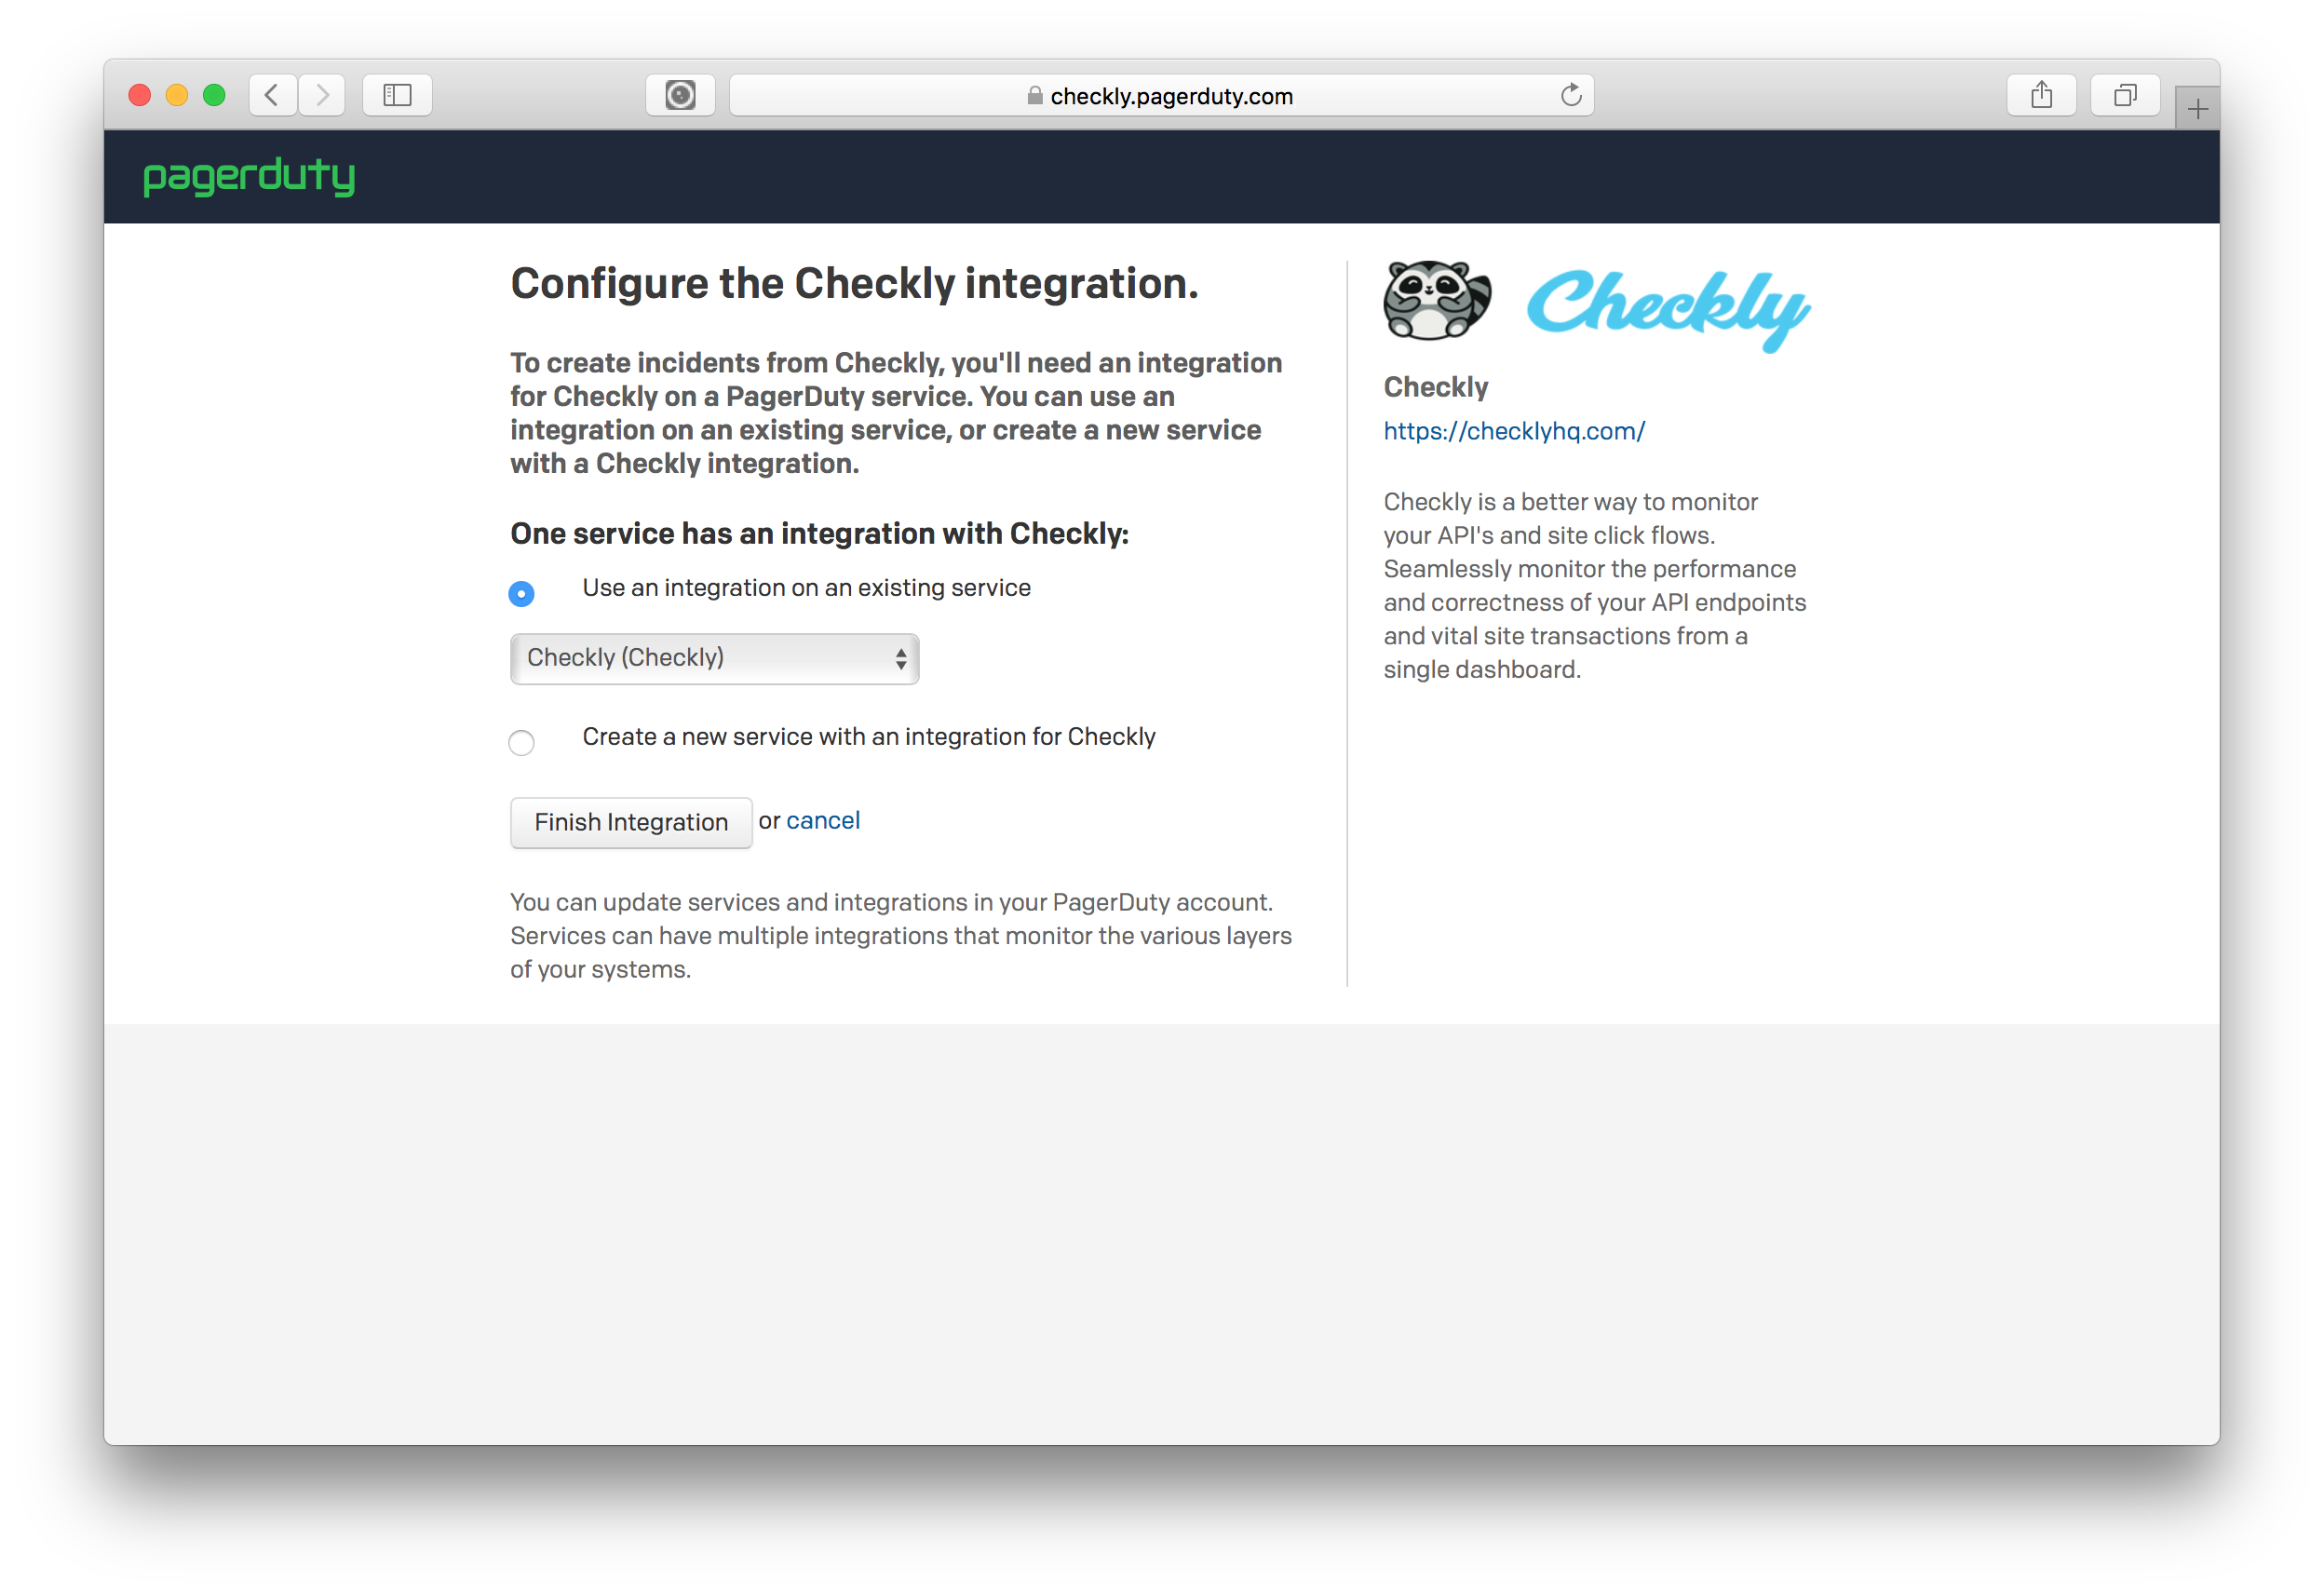 checkly.pagerduty.com
pagerduty
Configure the Checkly integration.
To create incidents from Checkly, you'll need an integration
for Checkly on a PagerDuty service. You can use an
integration on an existing service, or create a new service
with a Checkly integration.
One service has an integration with Checkly:
Use an integration on an existing service
Checkly (Checkly)
Create a new service with an integration for Checkly
Finish Integration or cancel
You can update services and integrations in your PagerDuty account.
Services can have multiple integrations that monitor the various layers
of your systems.
Checkly
Checkly
https://checklyhq.com/
Checkly is a better way to monitor
your API's and site click flows.
Seamlessly monitor the performance
and correctness of your API endpoints
and vital site transactions from a
single dashboard.